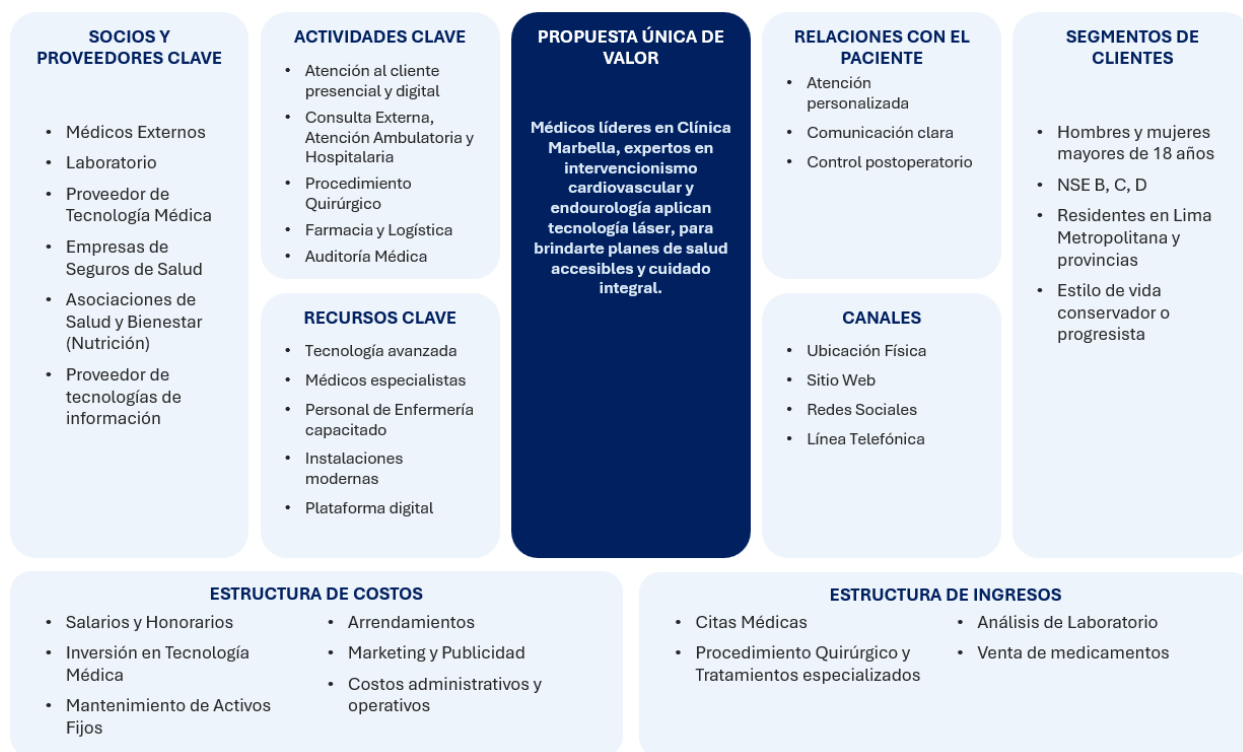 SOCIOS Y
PROVEEDORES CLAVE
• Médicos Externos
• Laboratorio
• Proveedor de
Tecnología Médica
• Empresas de
Seguros de Salud
• Asociaciones de
Salud y Bienestar
(Nutrición)
• Proveedor de
tecnologías de
información
ACTIVIDADES CLAVE
• Atención al cliente
presencial y digital
• Consulta Externa,
Atención Ambulatoria y
Hospitalaria
• Procedimiento
Quirúrgico
• Farmacia y Logística
• Auditoría Médica
RECURSOS CLAVE
• Tecnología avanzada
• Médicos especialistas
• Personal de Enfermería
capacitado
• Instalaciones
modernas
• Plataforma digital
PROPUESTA ÚNICA DE
VALOR
Médicos líderes en Clínica
Marbella, expertos en
intervencionismo
cardiovascular y
endourología aplican
tecnología láser, para
brindarte planes de salud
accesibles y cuidado
integral.
RELACIONES CON EL
PACIENTE
• Atención
personalizada
• Comunicación clara
• Control postoperatorio
CANALES
• Ubicación Física
• Sitio Web
• Redes Sociales
• Línea Telefónica
SEGMENTOS DE
CLIENTES
• Hombres y mujeres
mayores de 18 años
• NSE B, C, D
• Residentes en Lima
Metropolitana y
provincias
• Estilo de vida
conservador o
progresista
ESTRUCTURA DE COSTOS
• Salarios y Honorarios
• Inversión en Tecnología
Médica
• Mantenimiento de Activos
Fijos
• Arrendamientos
• Marketing y Publicidad
• Costos administrativos y
operativos
ESTRUCTURA DE INGRESOS
• Citas Médicas
• Procedimiento Quirúrgico y
Tratamientos especializados
• Análisis de Laboratorio
• Venta de medicamentos